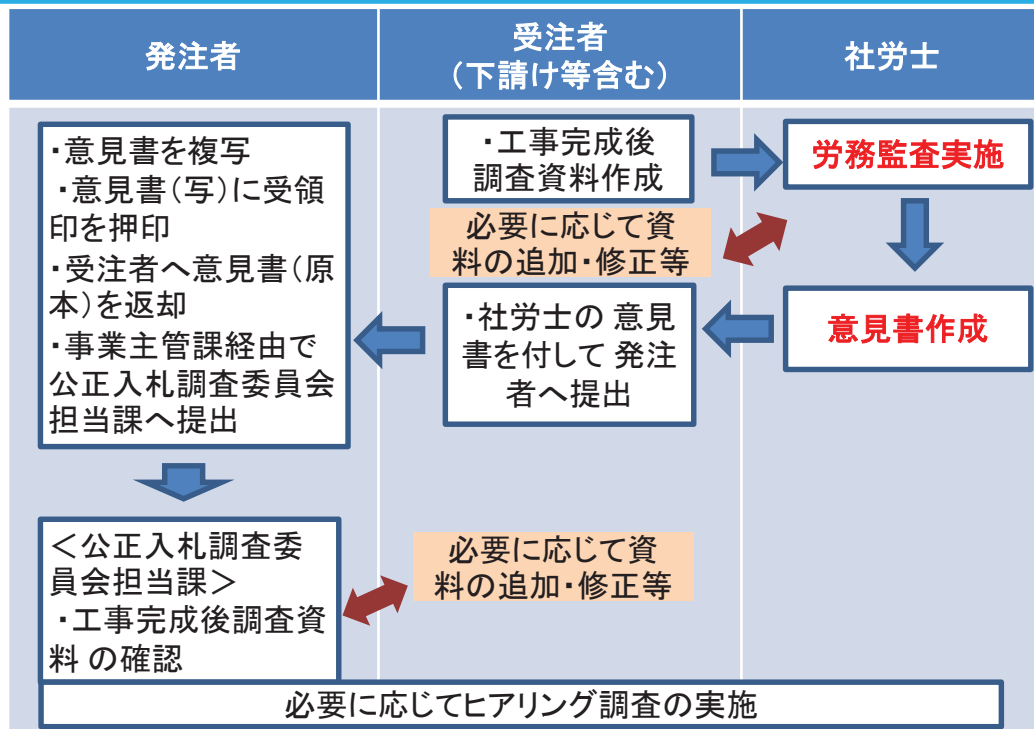 発注者
受注者
(下請け等含む)
社労士
・意見書を複写
・意見書(写)に受領
印を押印
・受注者へ意見書(原
本)を返却
・事業主管課経由で
公正入札調査委員会
担当課へ提出
・工事完成後
調査資料作成
労務監査実施
必要に応じて資
料の追加・修正等
・社労士の 意見
書を付して 発注
者へ提出
意見書作成
<公正入札調査委
員会担当課>
・工事完成後調査資
料 の確認
必要に応じて資
料の追加・修正等
必要に応じてヒアリング調査の実施